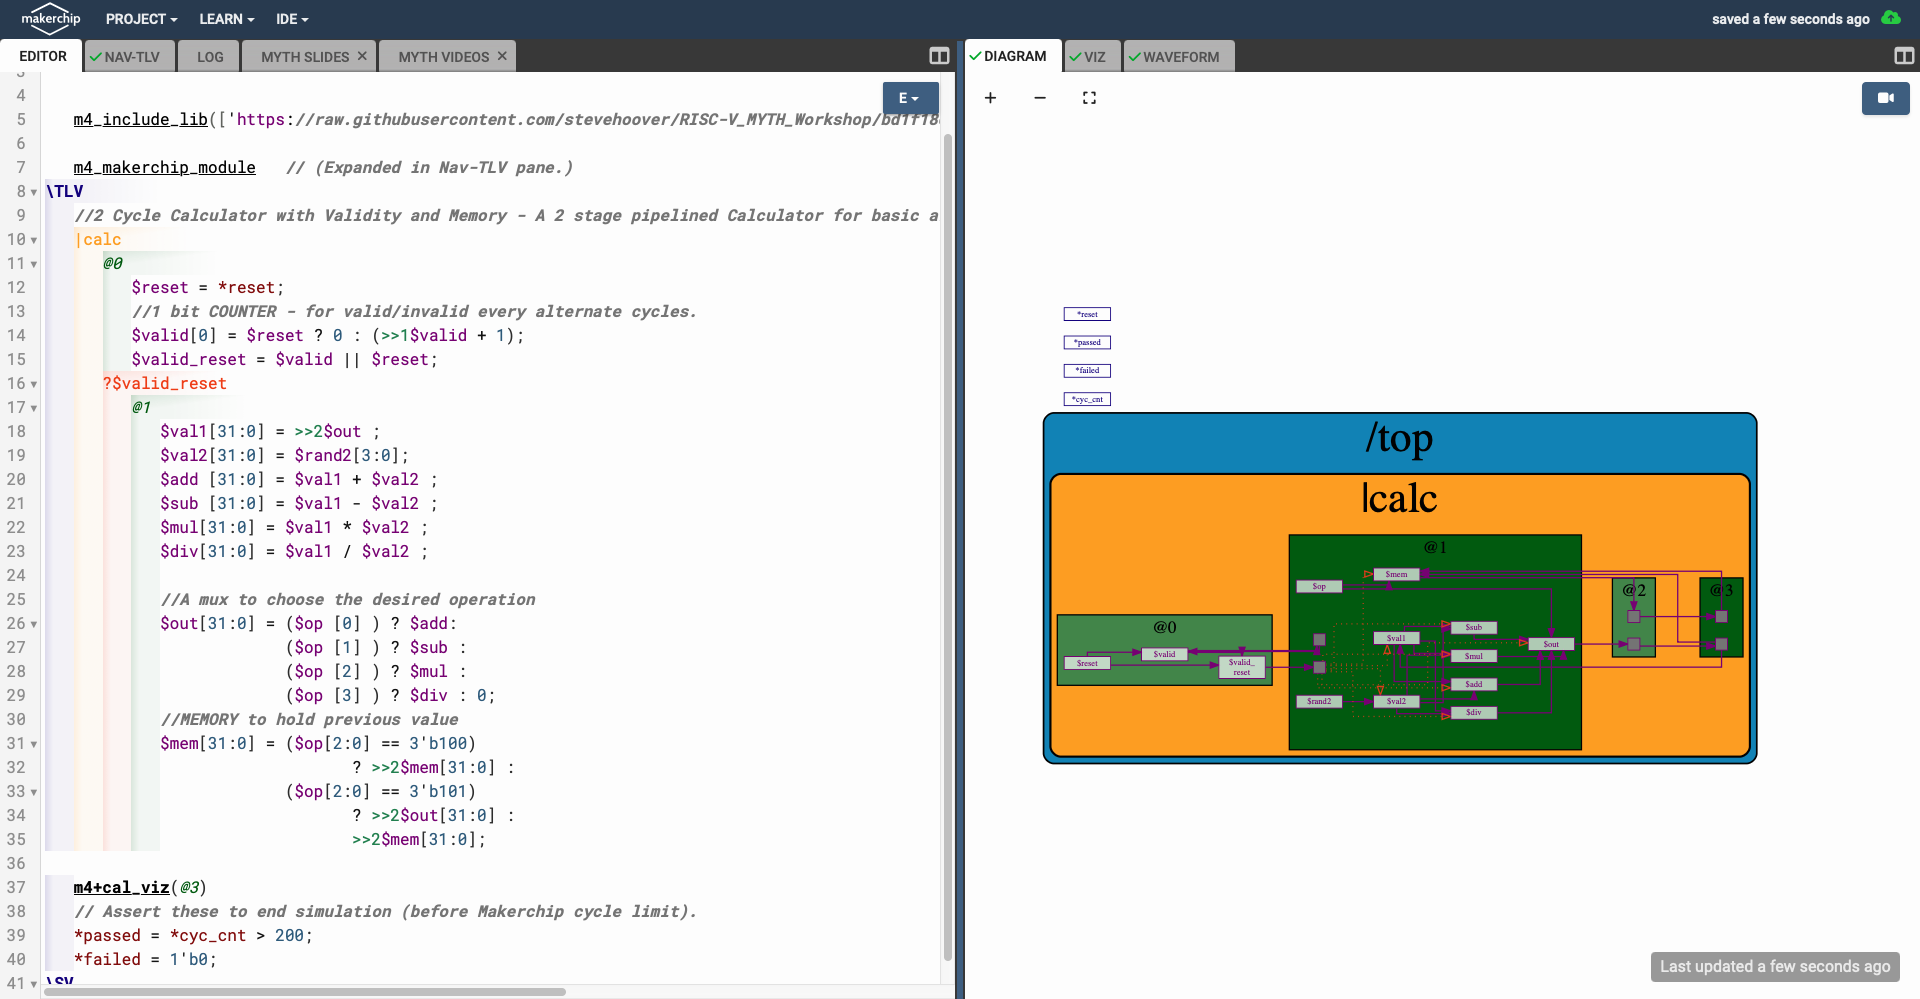 makerchip PROJECT LEARN IDE saved a few seconds ago
EDITOR NAV-TLV LOG MYTH SLIDES MYTH VIDEOS DIAGRAM VIZ WAVEFORM
E
3
4
5 m4_include_lib(['https://raw.githubusercontent.com/stevehoover/RISC-V_MYTH_Workshop/bd1f18
6
7 m4_makerchip_module // (Expanded in Nav-TLV pane.)
8 \TLV
9 //2 Cycle Calculator with Validity and Memory - A 2 stage pipelined Calculator for basic a
10 |calc
11 @0
12 $reset = *reset;
13 //1 bit COUNTER - for valid/invalid every alternate cycles.
14 $valid[0] = $reset ? 0 : (>>1$valid + 1);
15 $valid_reset = $valid || $reset;
16 ?$valid_reset
17 @1
18 $val1[31:0] = >>2$out ;
19 $val2[31:0] = $rand2[3:0];
20 $add [31:0] = $val1 + $val2 ;
21 $sub [31:0] = $val1 - $val2 ;
22 $mul[31:0] = $val1 * $val2 ;
23 $div[31:0] = $val1 / $val2 ;
24
25 //A mux to choose the desired operation
26 $out[31:0] = ($op [0] ) ? $add:
27 ($op [1] ) ? $sub :
28 ($op [2] ) ? $mul :
29 ($op [3] ) ? $div : 0;
30 //MEMORY to hold previous value
31 $mem[31:0] = ($op[2:0] == 3'b100)
32 ? >>2$mem[31:0] :
33 ($op[2:0] == 3'b101)
34 ? >>2$out[31:0] :
35 >>2$mem[31:0];
36
37 m4+cal_viz(@3)
38 // Assert these to end simulation (before Makerchip cycle limit).
39 *passed = *cyc_cnt > 200;
40 *failed = 1'b0;
41 \SV
*reset
*passed
*failed
*cyc_cnt
/top
|calc
@0
$reset
$valid
$valid_
reset
@1
$mem
$op
$sub
$val1
$out
$mul
$add
$rand2
$val2
$div
@2
@3
Last updated a few seconds ago